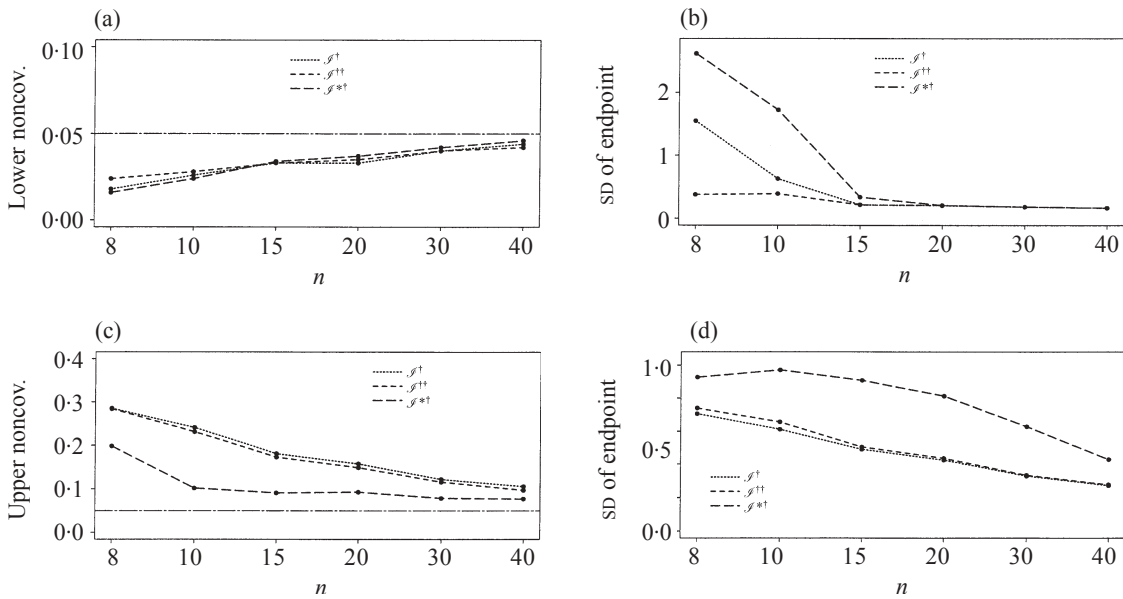 (a)
Lower noncov.
0·10
0·05
0·00
ℐ†
ℐ††
ℐ*†
8 10 15 20 30 40
n
(b)
SD of endpoint
2
1
0
ℐ†
ℐ††
ℐ*†
8 10 15 20 30 40
n
(c)
Upper noncov.
0·4
0·3
0·2
0·1
0·0
ℐ†
ℐ††
ℐ*†
8 10 15 20 30 40
n
(d)
SD of endpoint
1·0
0·5
0·0
ℐ†
ℐ††
ℐ*†
8 10 15 20 30 40
n